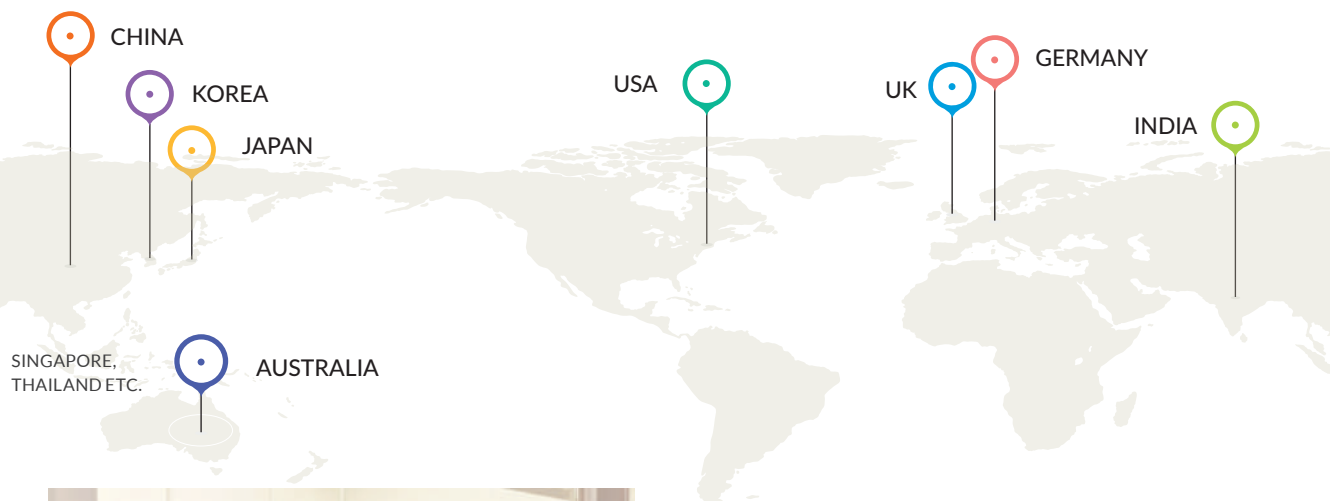 CHINA
KOREA
JAPAN
USA
UK
GERMANY
INDIA
SINGAPORE,
THAILAND ETC.
AUSTRALIA